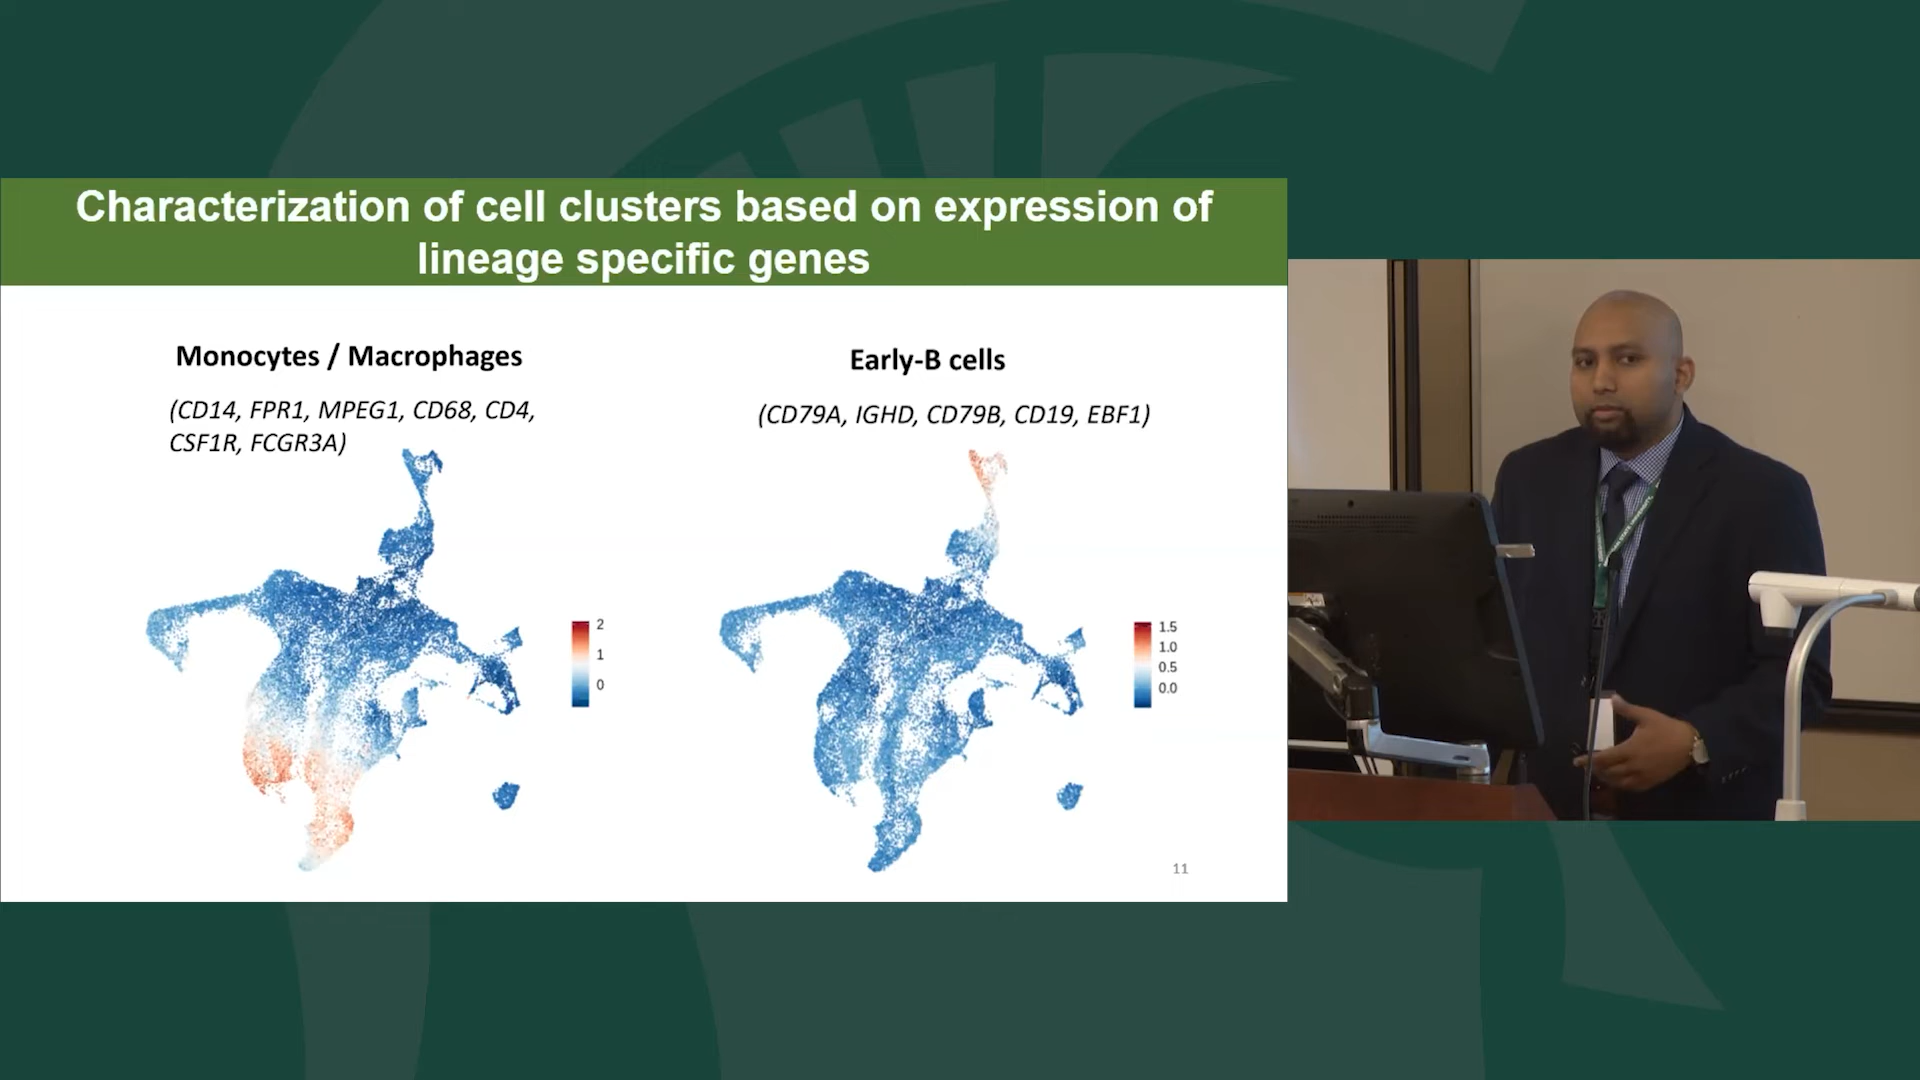 Characterization of cell clusters based on expression of
lineage specific genes
Monocytes / Macrophages
(CD14, FPR1, MPEG1, CD68, CD4,
CSF1R, FCGR3A)
2
1
0
Early-B cells
(CD79A, IGHD, CD79B, CD19, EBF1)
1.5
1.0
0.5
0.0
11